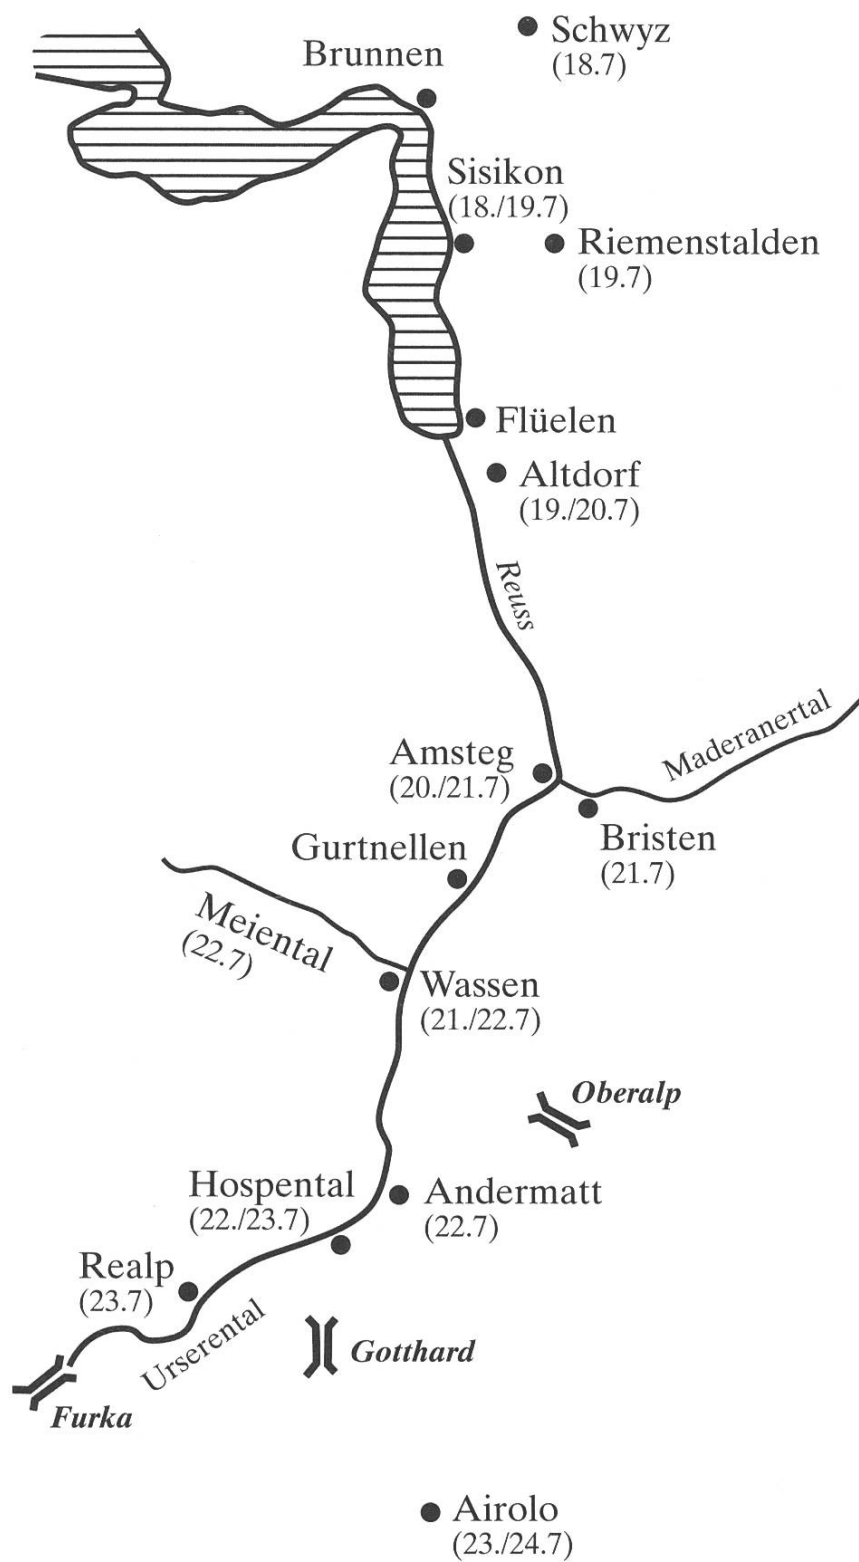 Schwyz
(18.7)
Brunnen
Sisikon
(18./19.7)
Riemenstalden
(19.7)
Flüelen
Altdorf
(19./20.7)
Reuss
Maderanertal
Amsteg
(20./21.7)
Bristen
(21.7)
Gurtnellen
Meiental
(22.7)
Wassen
(21./22.7)
Oberalp
Hospental
(22./23.7)
Andermatt
(22.7)
Realp
(23.7)
Urserental
Gotthard
Furka
Airolo
(23./24.7)